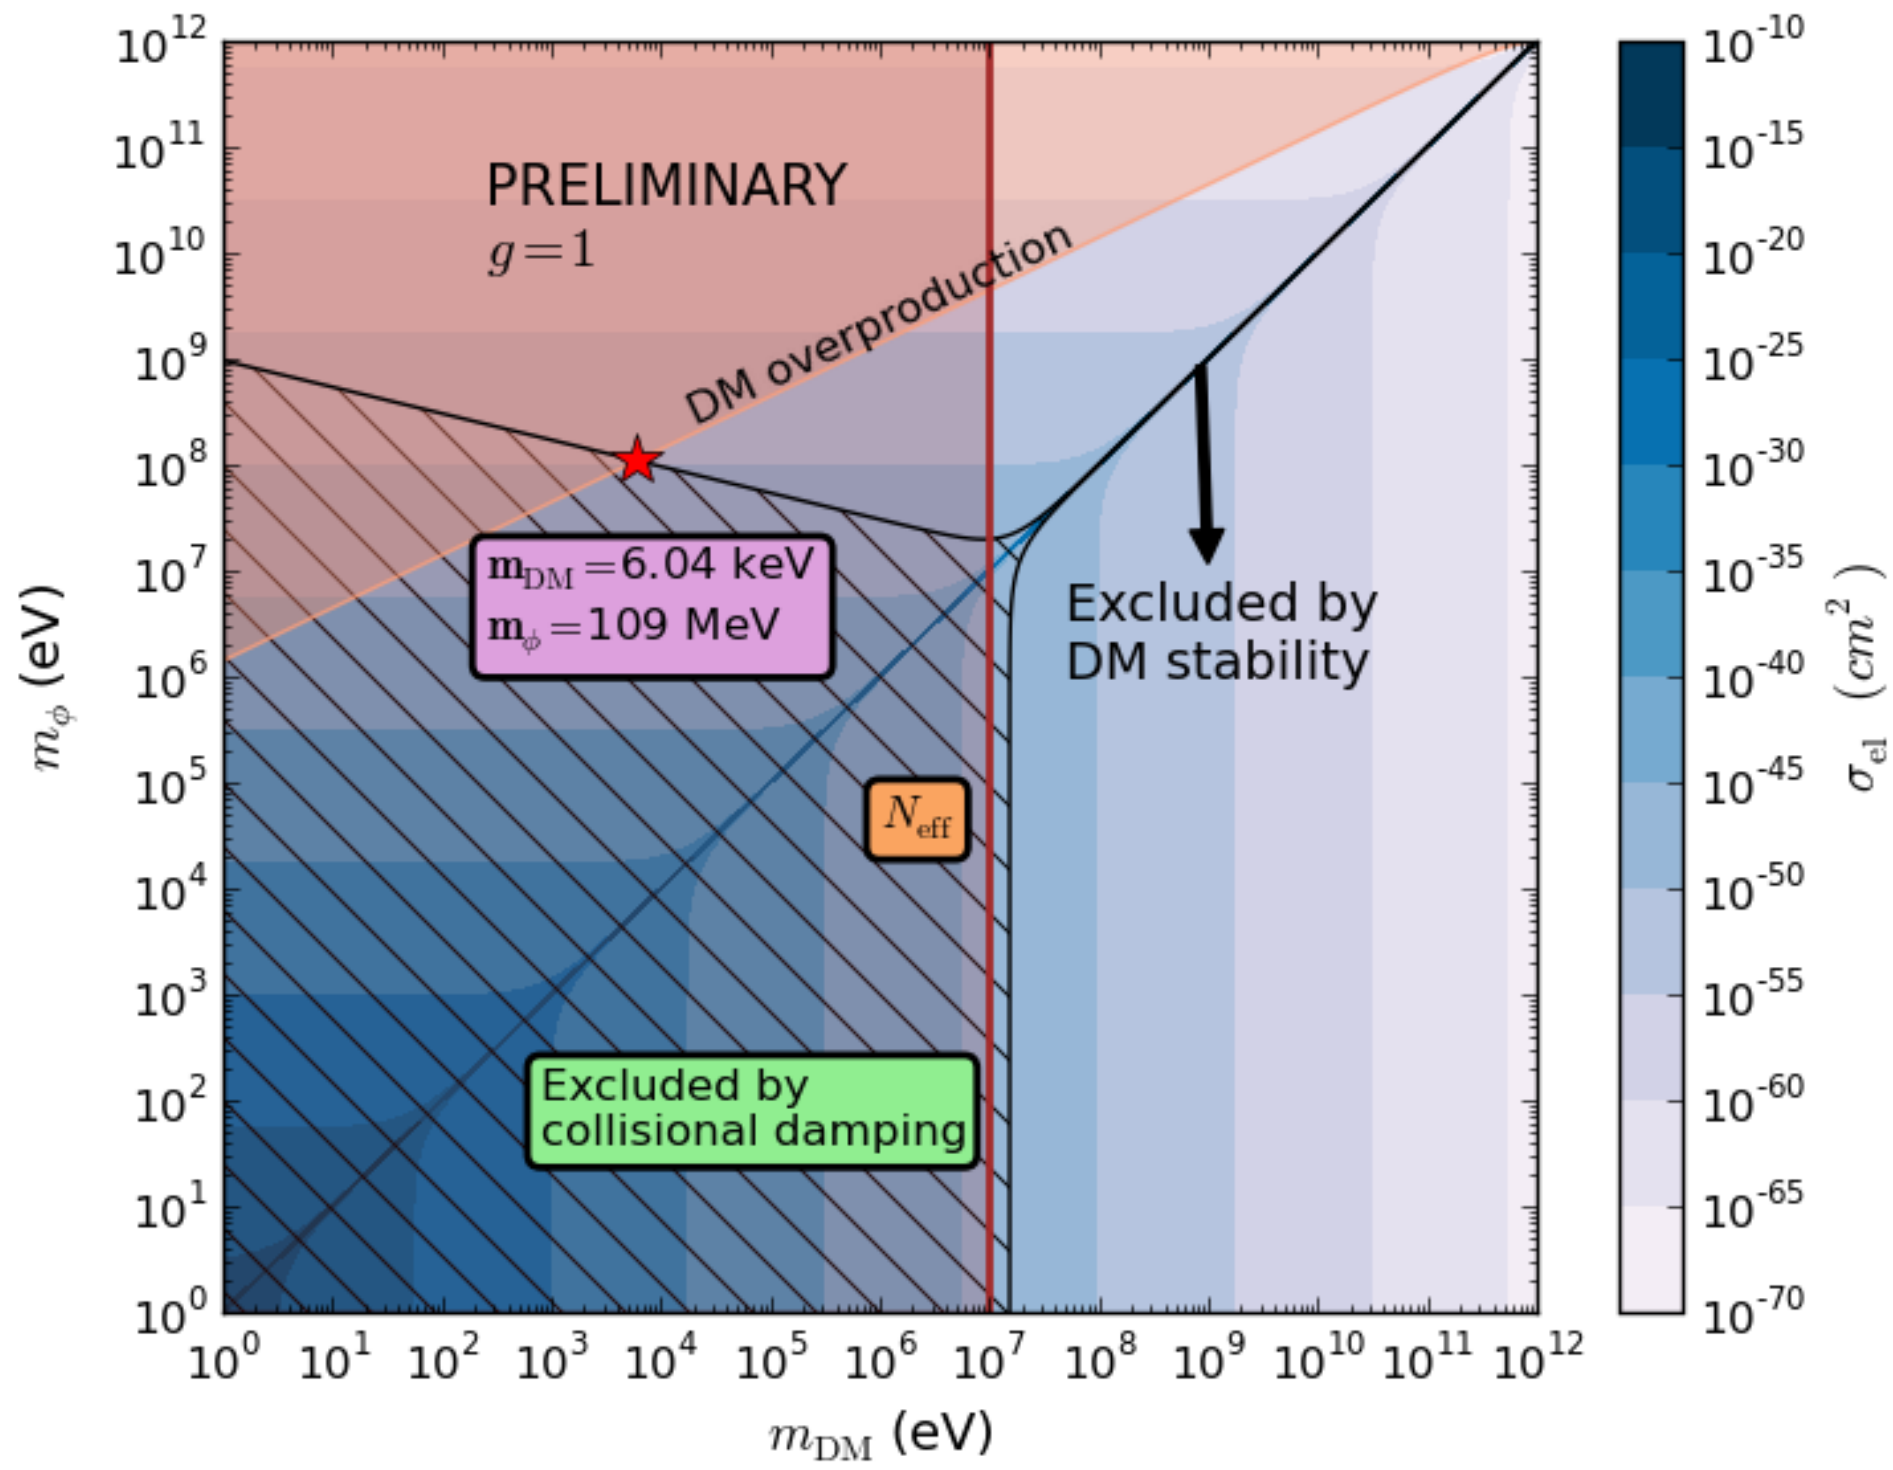 PRELIMINARY
g=1
DM overproduction
m_DM=6.04 keV
m_ϕ=109 MeV
N_eff
Excluded by
DM stability
Excluded by
collisional damping
10^12
10^11
10^10
10^9
10^8
10^7
10^6
10^5
10^4
10^3
10^2
10^1
10^0
m_ϕ (eV)
10^0 10^1 10^2 10^3 10^4 10^5 10^6 10^7 10^8 10^9 10^10 10^11 10^12
m_DM (eV)
10^-10
10^-15
10^-20
10^-25
10^-30
10^-35
10^-40
10^-45
10^-50
10^-55
10^-60
10^-65
10^-70
σ_el (cm^2)